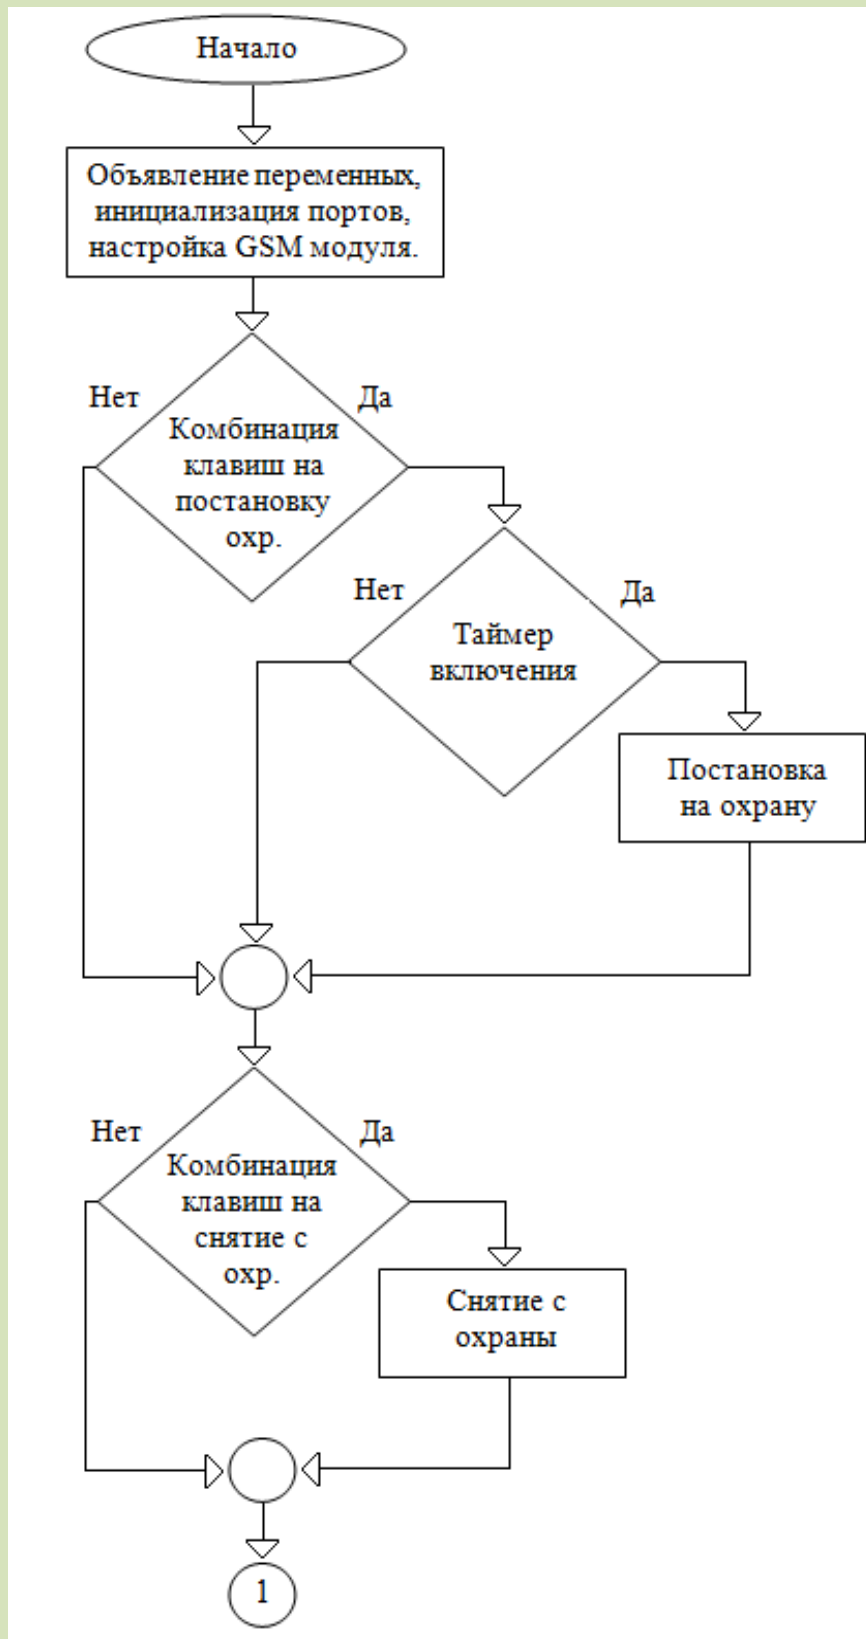 Начало
Объявление переменных,
инициализация портов,
настройка GSM модуля.
Нет
Да
Комбинация
клавиш на
постановку
охр.
Нет
Да
Таймер
включения
Постановка
на охрану
Нет
Да
Комбинация
клавиш на
снятие с
охр.
Снятие с
охраны
1